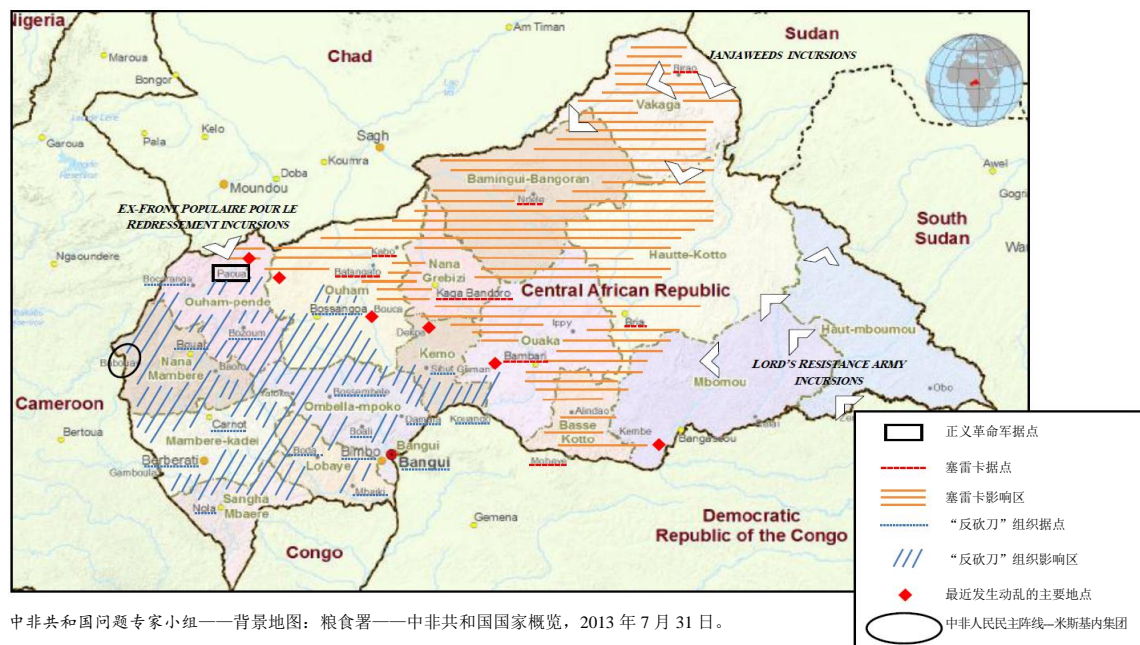 Nigeria
Am Timan
Sudan
JANJAWEEDS INCURSIONS
Maroua
Chad
Bongor
Birao
Vakaga
Garoua
Pala
Kelo
Sagh
Koumra
Awel
Doba
Moundou
Bamingui-Bangoran
Gogri
EX-FRONT POPULAIRE POUR LE
REDRESSEMENT INCURSIONS
South
Sudan
Ngaoundere
Kabo
Hautte-Kotto
Bocaranga
Paoua
Batangafo
Nana
Grebizi
Ouham
Kaga Bandoro
Central African Republic
Ouham-pende
Bossangoa
Bouca
Bria
Bozoum
Dekoa
Ippy
Haut-mboumou
Bouar
Ouaka
Nana
Mambere
Baoro
Kemo
Bambari
Mbomou
LORD'S RESISTANCE ARMY
INCURSIONS
Bossembele
Obo
Cameroon
Ombella-mpoko
Alindao
Carnot
Damara
Kouango
Bertoua
Mambere-kadei
Boali
Basse
Kotto
Kembe
Bangassou
Boda
Bimbo
Bangui
Berberati
Lobaye
Bangui
Mobaye
Gamboula
Mbaiki
Sangha
Mbaere
Nola
Gemena
Democratic
Republic of the Congo
Congo
正义革命军据点
塞雷卡据点
塞雷卡影响区
“反砍刀”组织据点
“反砍刀”组织影响区
最近发生动乱的主要地点
中非人民民主阵线—米斯基内集团
中非共和国问题专家小组——背景地图：粮食署——中非共和国国家概览，2013 年 7 月 31 日。